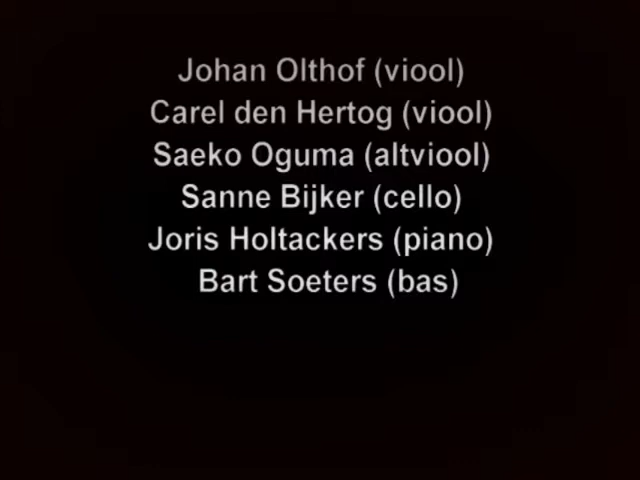 Johan Olthof (viool)
Carel den Hertog (viool)
Saeko Oguma (altviool)
Sanne Bijker (cello)
Joris Holtackers (piano)
Bart Soeters (bas)